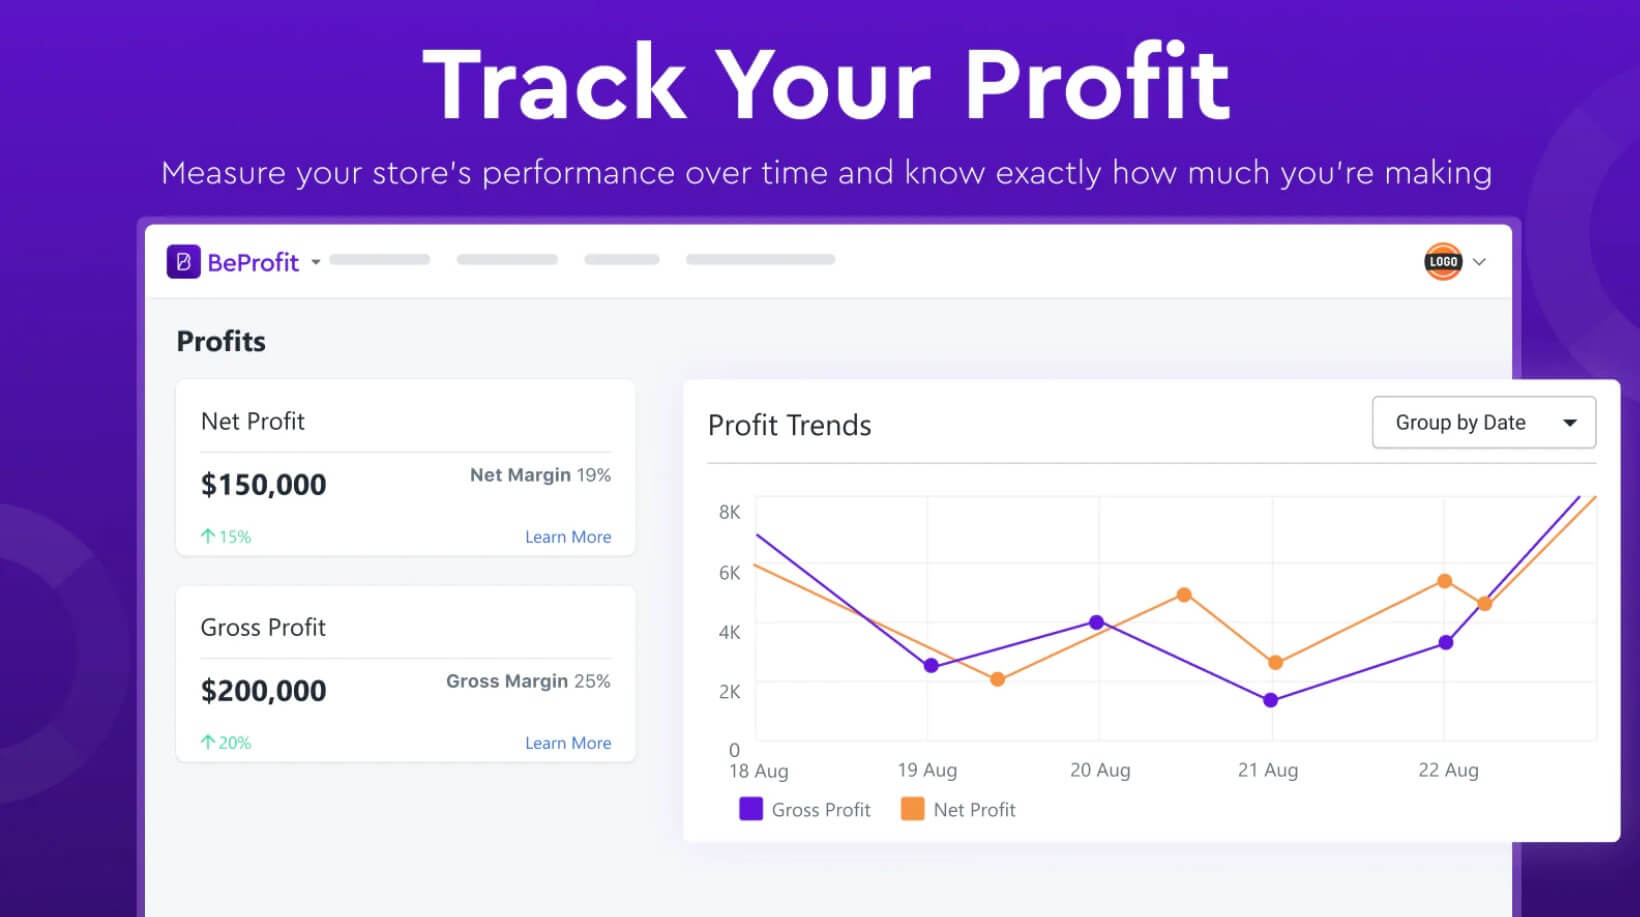 Track Your Profit
Measure your store's performance over time and know exactly how much you're making
BeProfit
LOGO
Profits
Net Profit
$150,000
Net Margin 19%
↑15%
Learn More
Gross Profit
$200,000
Gross Margin 25%
↑20%
Learn More
Profit Trends
Group by Date
8K
6K
4K
2K
0
18 Aug 19 Aug 20 Aug 21 Aug 22 Aug
Gross Profit Net Profit